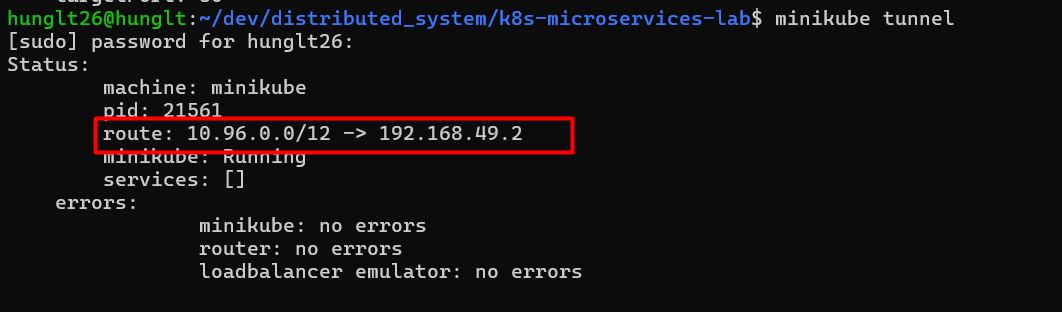 hunglt26@hunglt:~/dev/distributed_system/k8s-microservices-lab$ minikube tunnel
[sudo] password for hunglt26:
Status:
machine: minikube
pid: 21561
route: 10.96.0.0/12 -> 192.168.49.2
minikube: Running
services: []
errors:
minikube: no errors
router: no errors
loadbalancer emulator: no errors